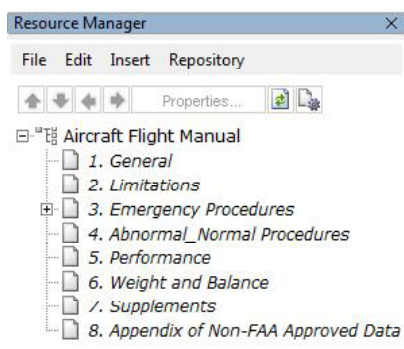 Resource Manager
File Edit Insert Repository
Properties...
Aircraft Flight Manual
1. General
2. Limitations
3. Emergency Procedures
4. Abnormal_Normal Procedures
5. Performance
6. Weight and Balance
7. Supplements
8. Appendix of Non-FAA Approved Data